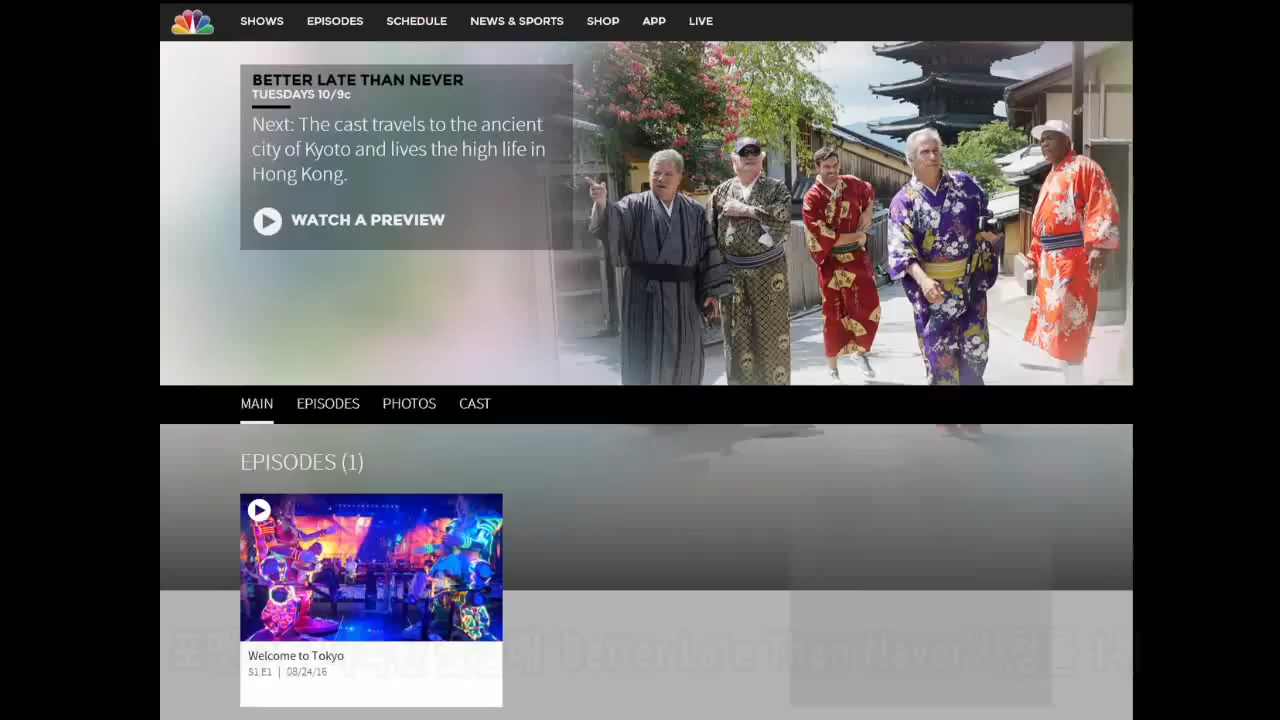 SHOWS EPISODES SCHEDULE NEWS & SPORTS SHOP APP LIVE
BETTER LATE THAN NEVER
TUESDAYS 10/9c
Next: The cast travels to the ancient
city of Kyoto and lives the high life in
Hong Kong.
WATCH A PREVIEW
MAIN EPISODES PHOTOS CAST
EPISODES (1)
Welcome to Tokyo
S1 E1 | 08/24/16